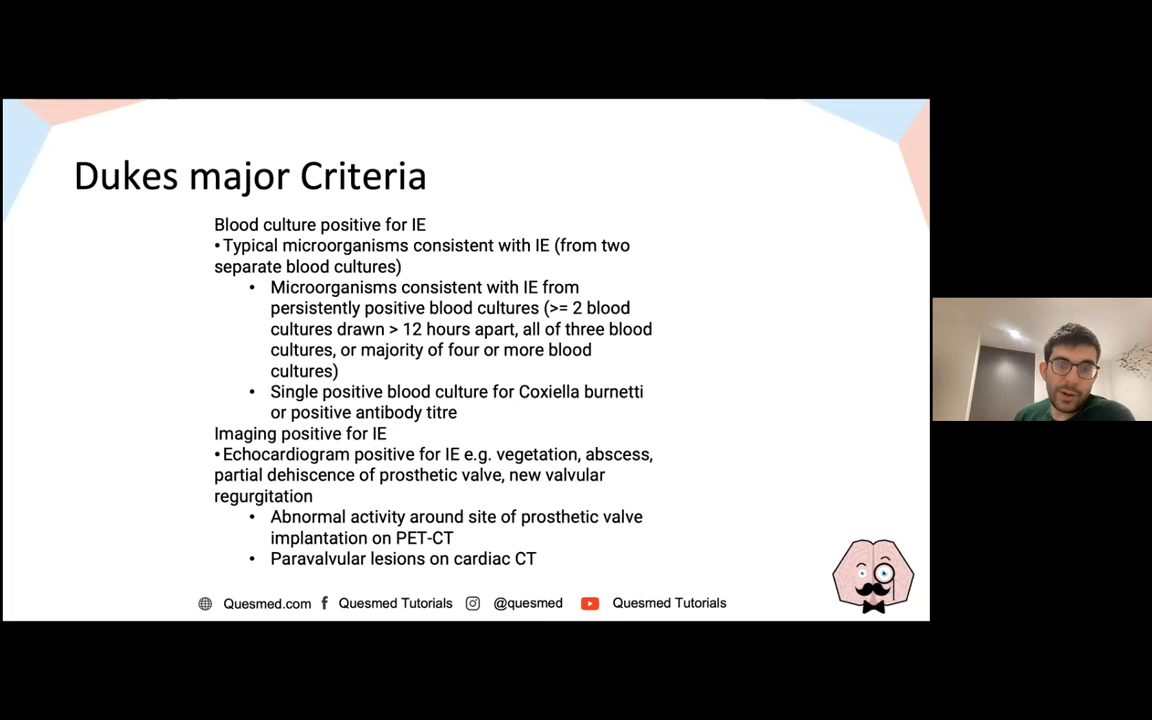 Dukes major Criteria
Blood culture positive for IE
• Typical microorganisms consistent with IE (from two
separate blood cultures)
• Microorganisms consistent with IE from
persistently positive blood cultures (>= 2 blood
cultures drawn > 12 hours apart, all of three blood
cultures, or majority of four or more blood
cultures)
• Single positive blood culture for Coxiella burnetti
or positive antibody titre
Imaging positive for IE
• Echocardiogram positive for IE e.g. vegetation, abscess,
partial dehiscence of prosthetic valve, new valvular
regurgitation
• Abnormal activity around site of prosthetic valve
implantation on PET-CT
• Paravalvular lesions on cardiac CT
Quesmed.com Quesmed Tutorials @quesmed Quesmed Tutorials